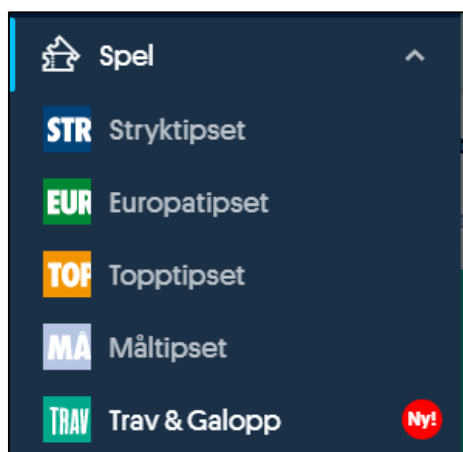 Spel
STR Stryktipset
EUR Europatipset
TOP Topptipset
MÅ Måltipset
TRAV Trav & Galopp Ny!